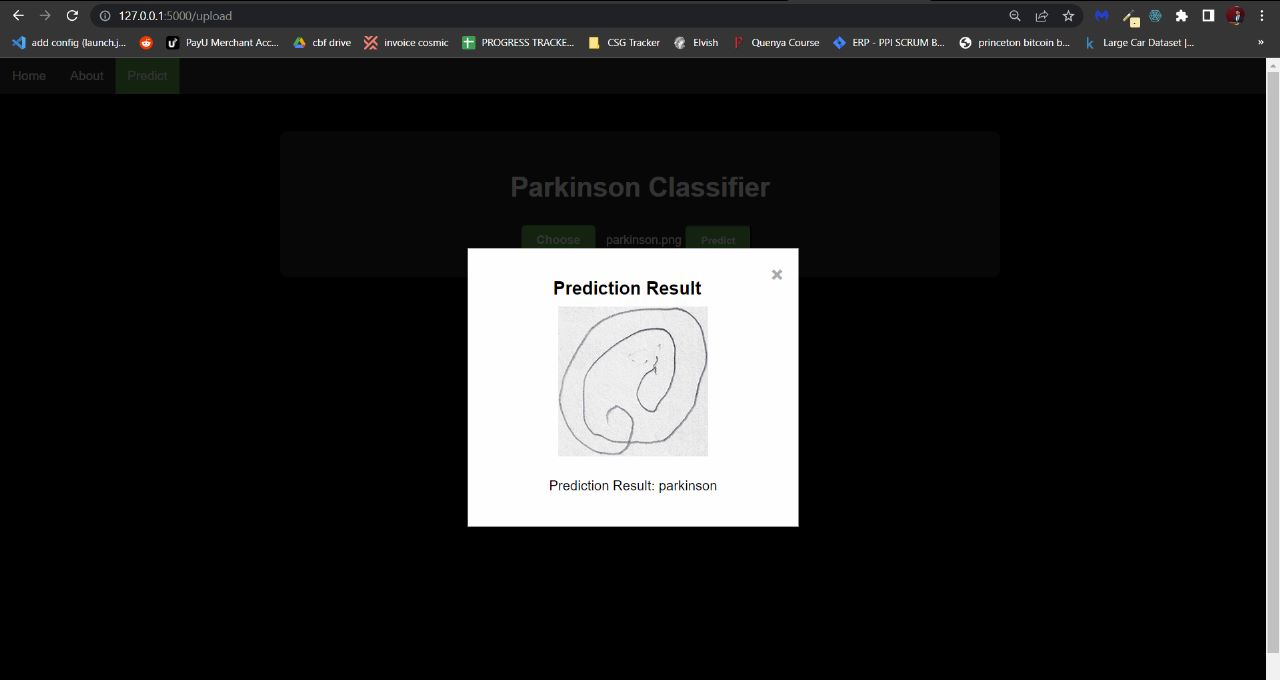 127.0.0.1:5000/upload
add config (launch.j... PayU Merchant Acc... cbf drive invoice cosmic PROGRESS TRACKE... CSG Tracker Elvish Quenya Course ERP - PPI SCRUM B... princeton bitcoin b... Large Car Dataset |... »
Home About Predict
Parkinson Classifier
Choose parkinson.png Predict
Prediction Result
Prediction Result: parkinson